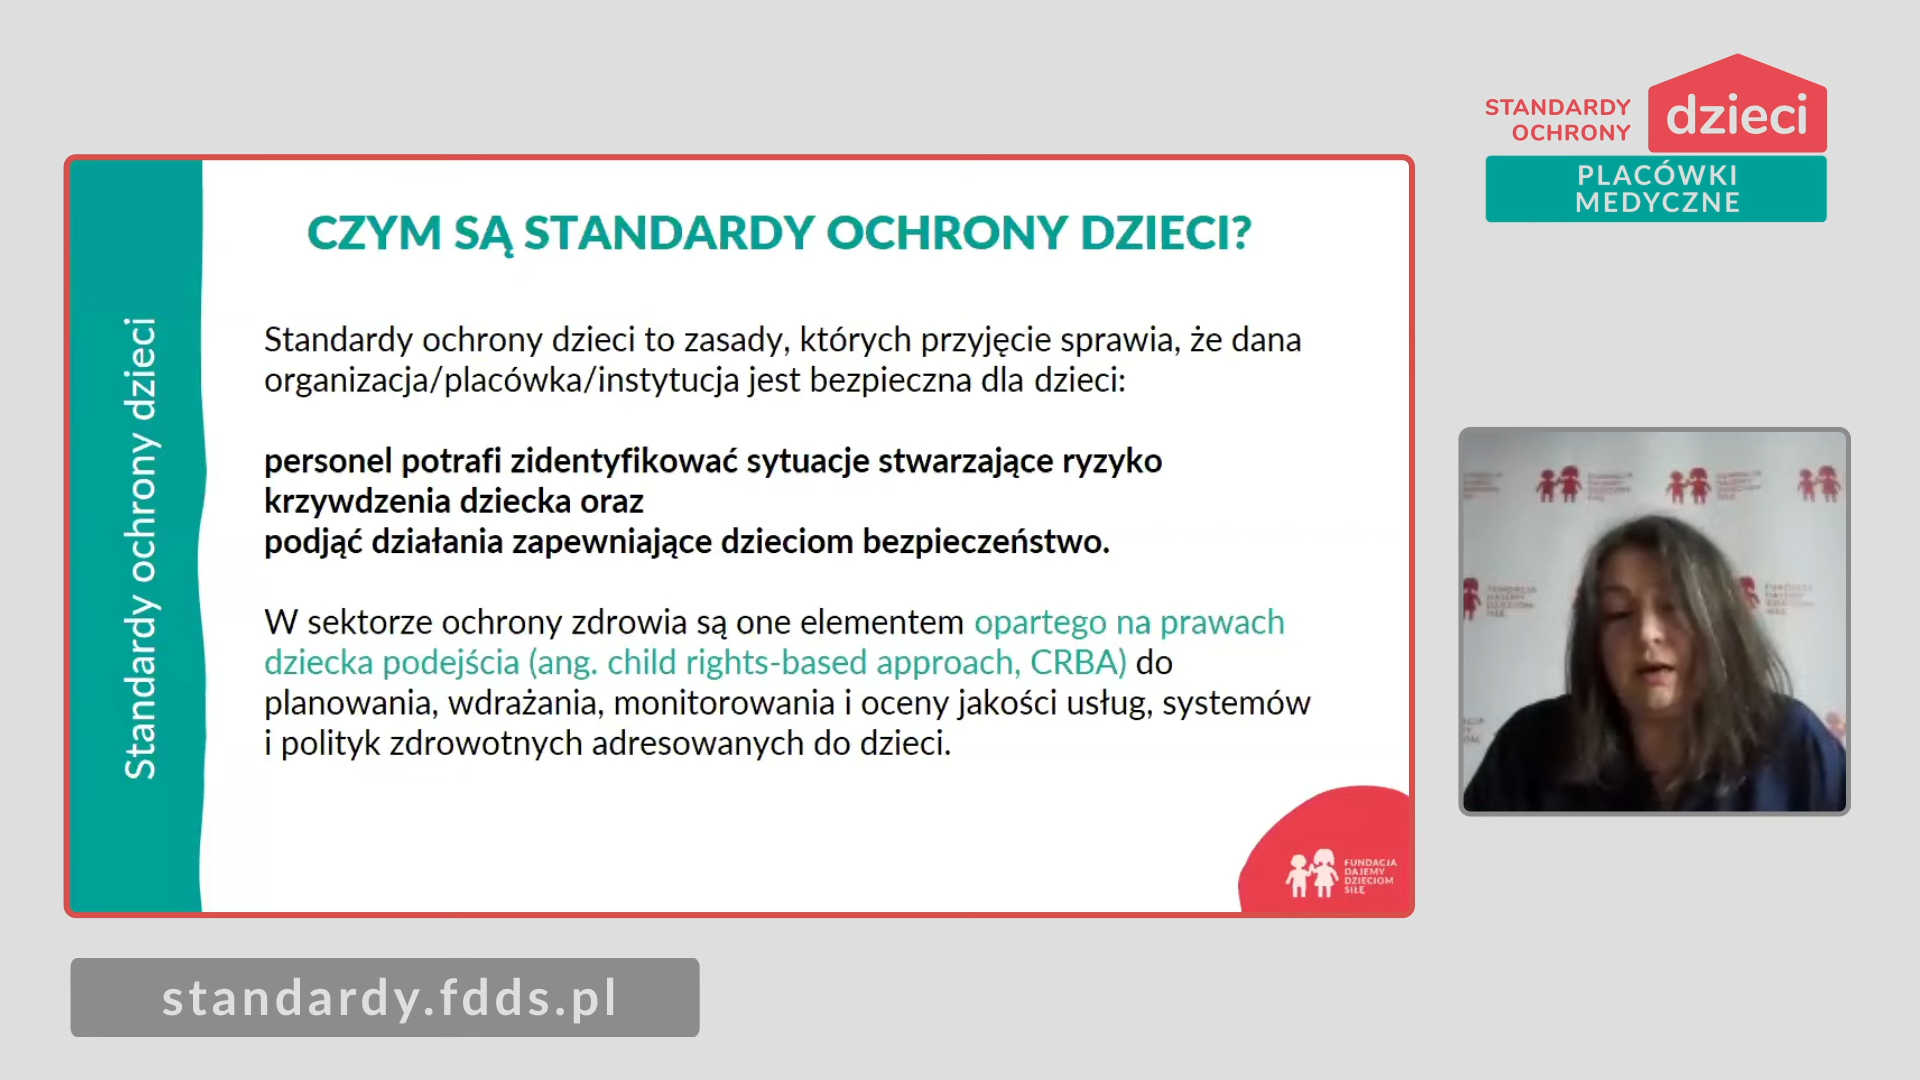 STANDARDY
OCHRONY
dzieci
PLACÓWKI
MEDYCZNE
Standardy ochrony dzieci
CZYM SĄ STANDARDY OCHRONY DZIECI?
Standardy ochrony dzieci to zasady, których przyjęcie sprawia, że dana
organizacja/placówka/instytucja jest bezpieczna dla dzieci:
personel potrafi zidentyfikować sytuacje stwarzające ryzyko
krzywdzenia dziecka oraz
podjąć działania zapewniające dzieciom bezpieczeństwo.
W sektorze ochrony zdrowia są one elementem opartego na prawach
dziecka podejścia (ang. child rights-based approach, CRBA) do
planowania, wdrażania, monitorowania i oceny jakości usług, systemów
i polityk zdrowotnych adresowanych do dzieci.
FUNDACJA
DAJEMY
DZIECIOM
SIŁĘ
standardy.fdds.pl